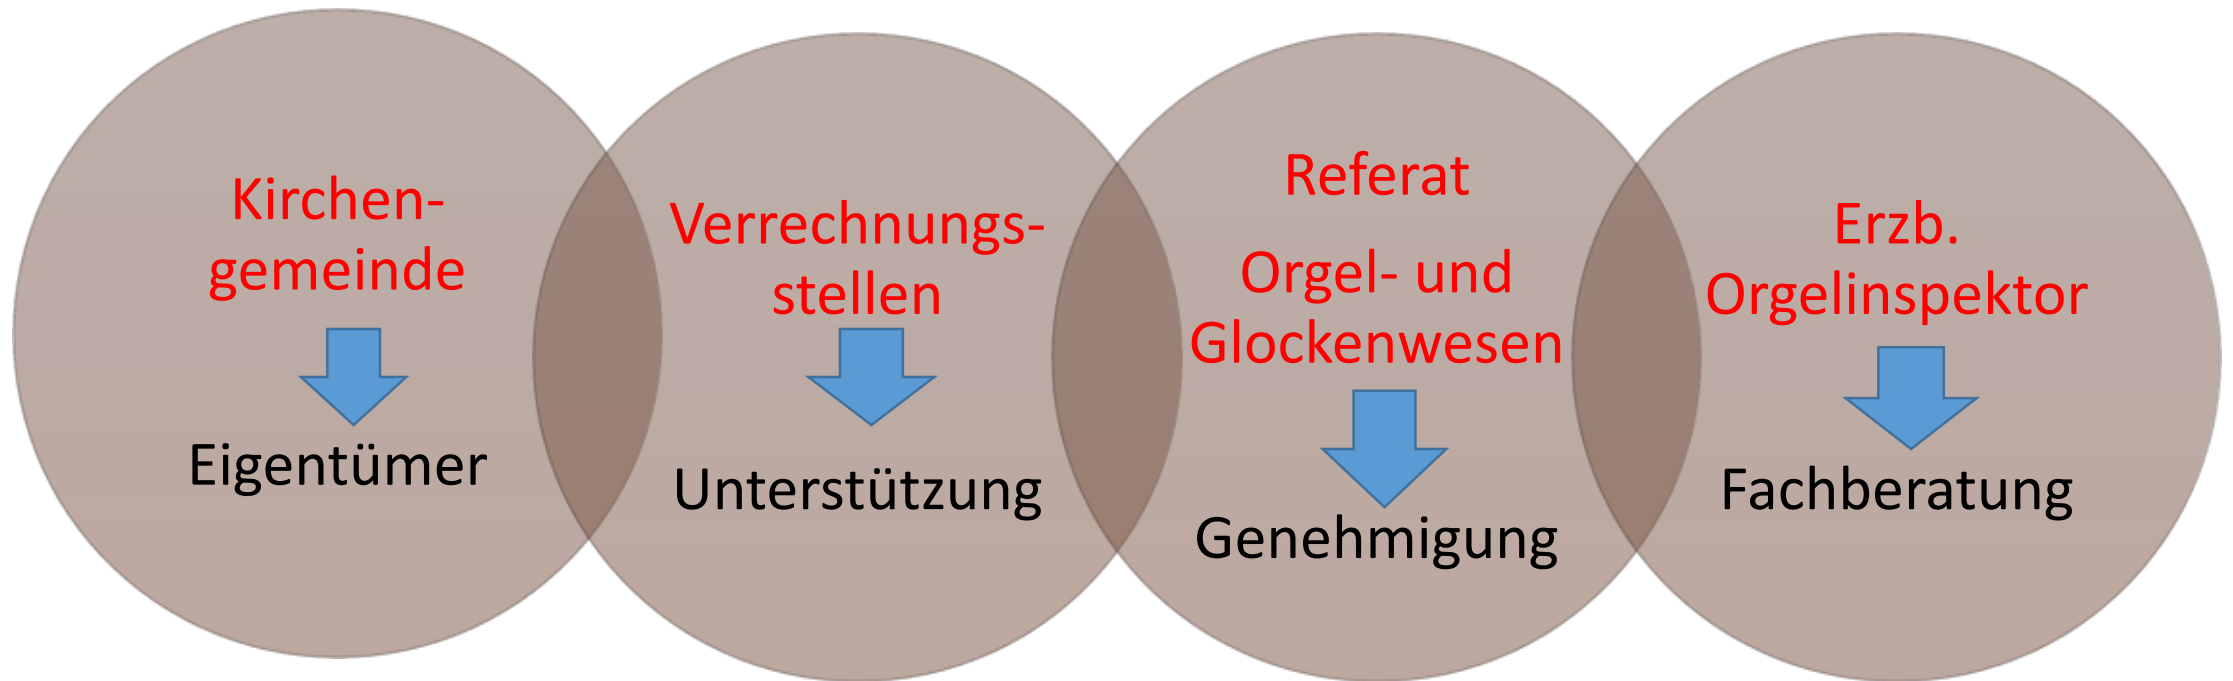 Kirchen-
gemeinde
Eigentümer
Verrechnungs-
stellen
Unterstützung
Referat
Orgel- und
Glockenwesen
Genehmigung
Erzb.
Orgelinspektor
Fachberatung